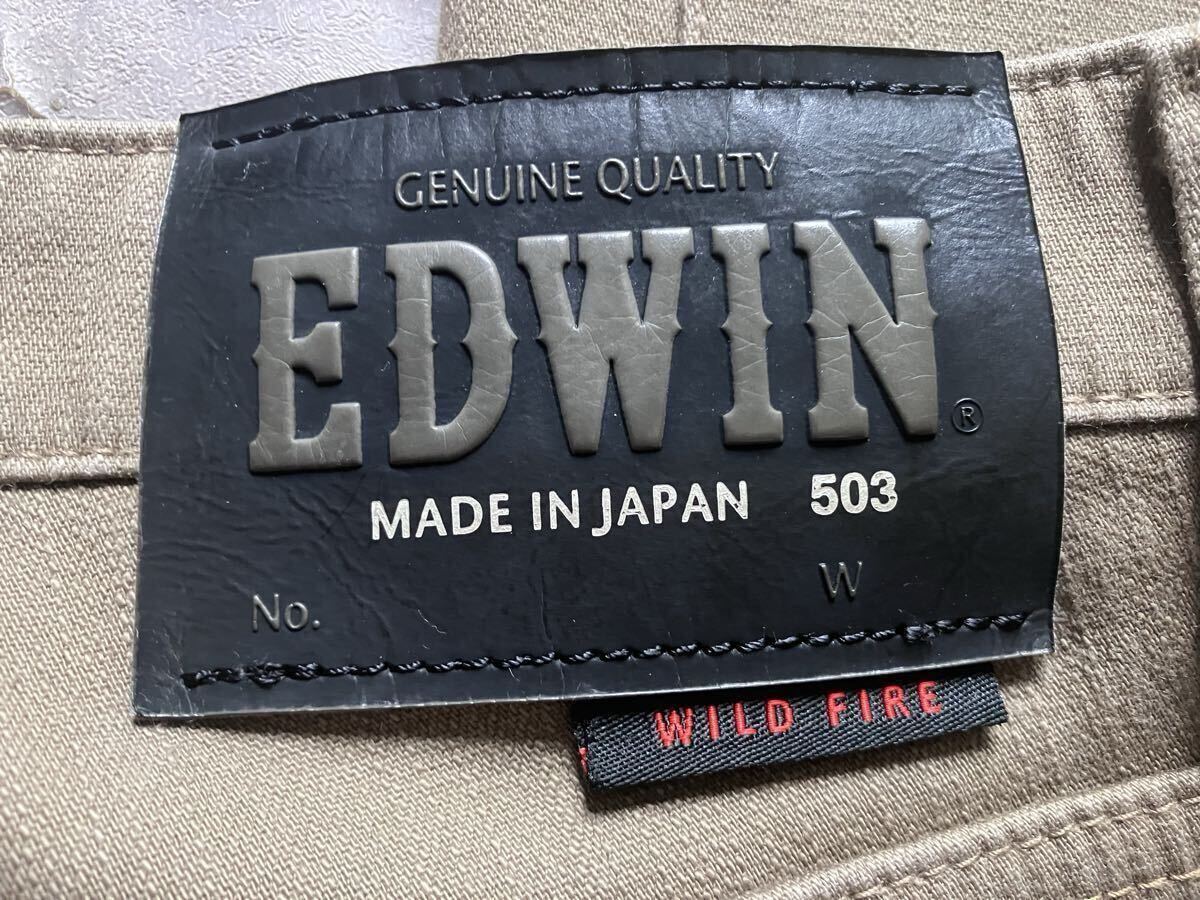 GENUINE QUALITY
EDWIN®
MADE IN JAPAN 503
No. W
WILD FIRE